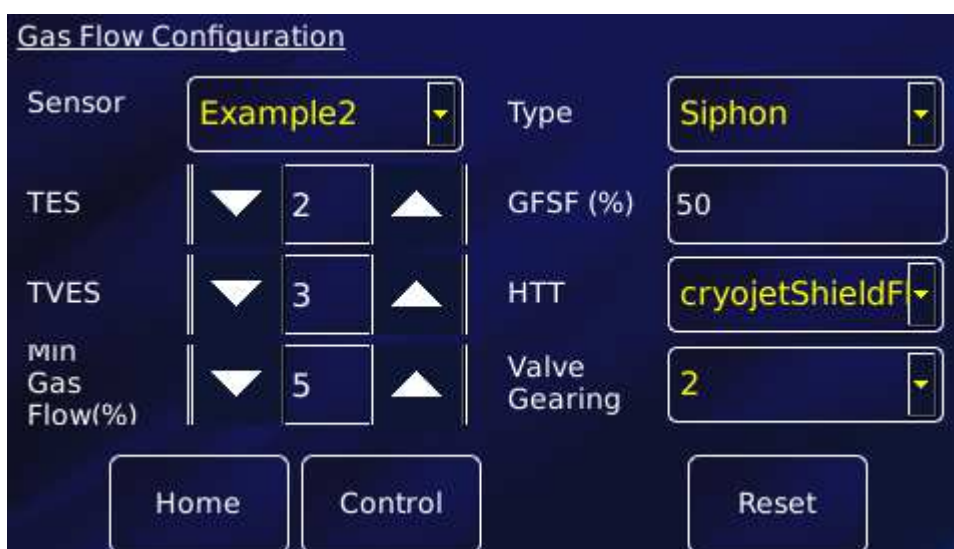 Gas Flow Configuration
Sensor Example2 Type Siphon
TES 2 GFSF (%) 50
TVES 3 HTT cryojetShieldF
Min
Gas
Flow(%) 5 Valve
Gearing 2
Home Control Reset